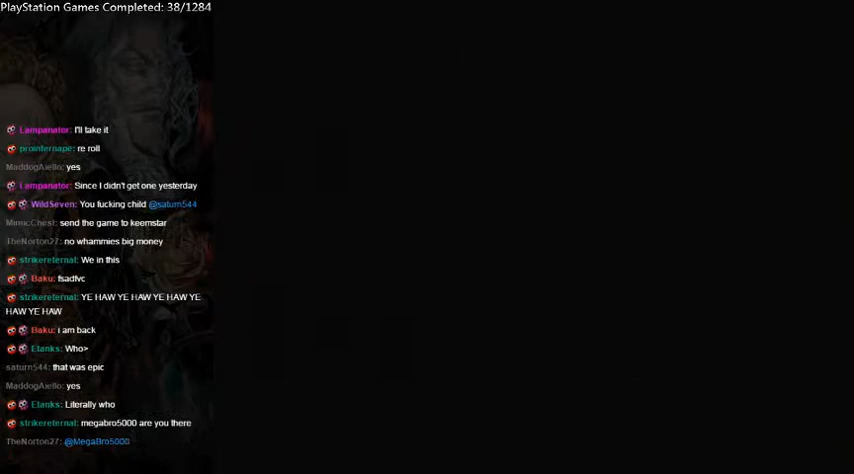 PlayStation Games Completed: 38/1284
Lampanator: I'll take it
proinfernape: re roll
MaddogAiello: yes
Lampanator: Since I didn't get one yesterday
WildSeven: You fucking child @saturn544
MimicChest: send the game to keemstar
TheNorton27: no whammies big money
strikereternal: We in this
Baku: fsadfvc
strikereternal: YE HAW YE HAW YE HAW YE
HAW YE HAW
Baku: i am back
Etanks: Who>
saturn544: that was epic
MaddogAiello: yes
Etanks: Literally who
strikereternal: megabro5000 are you there
TheNorton27: @MegaBro5000